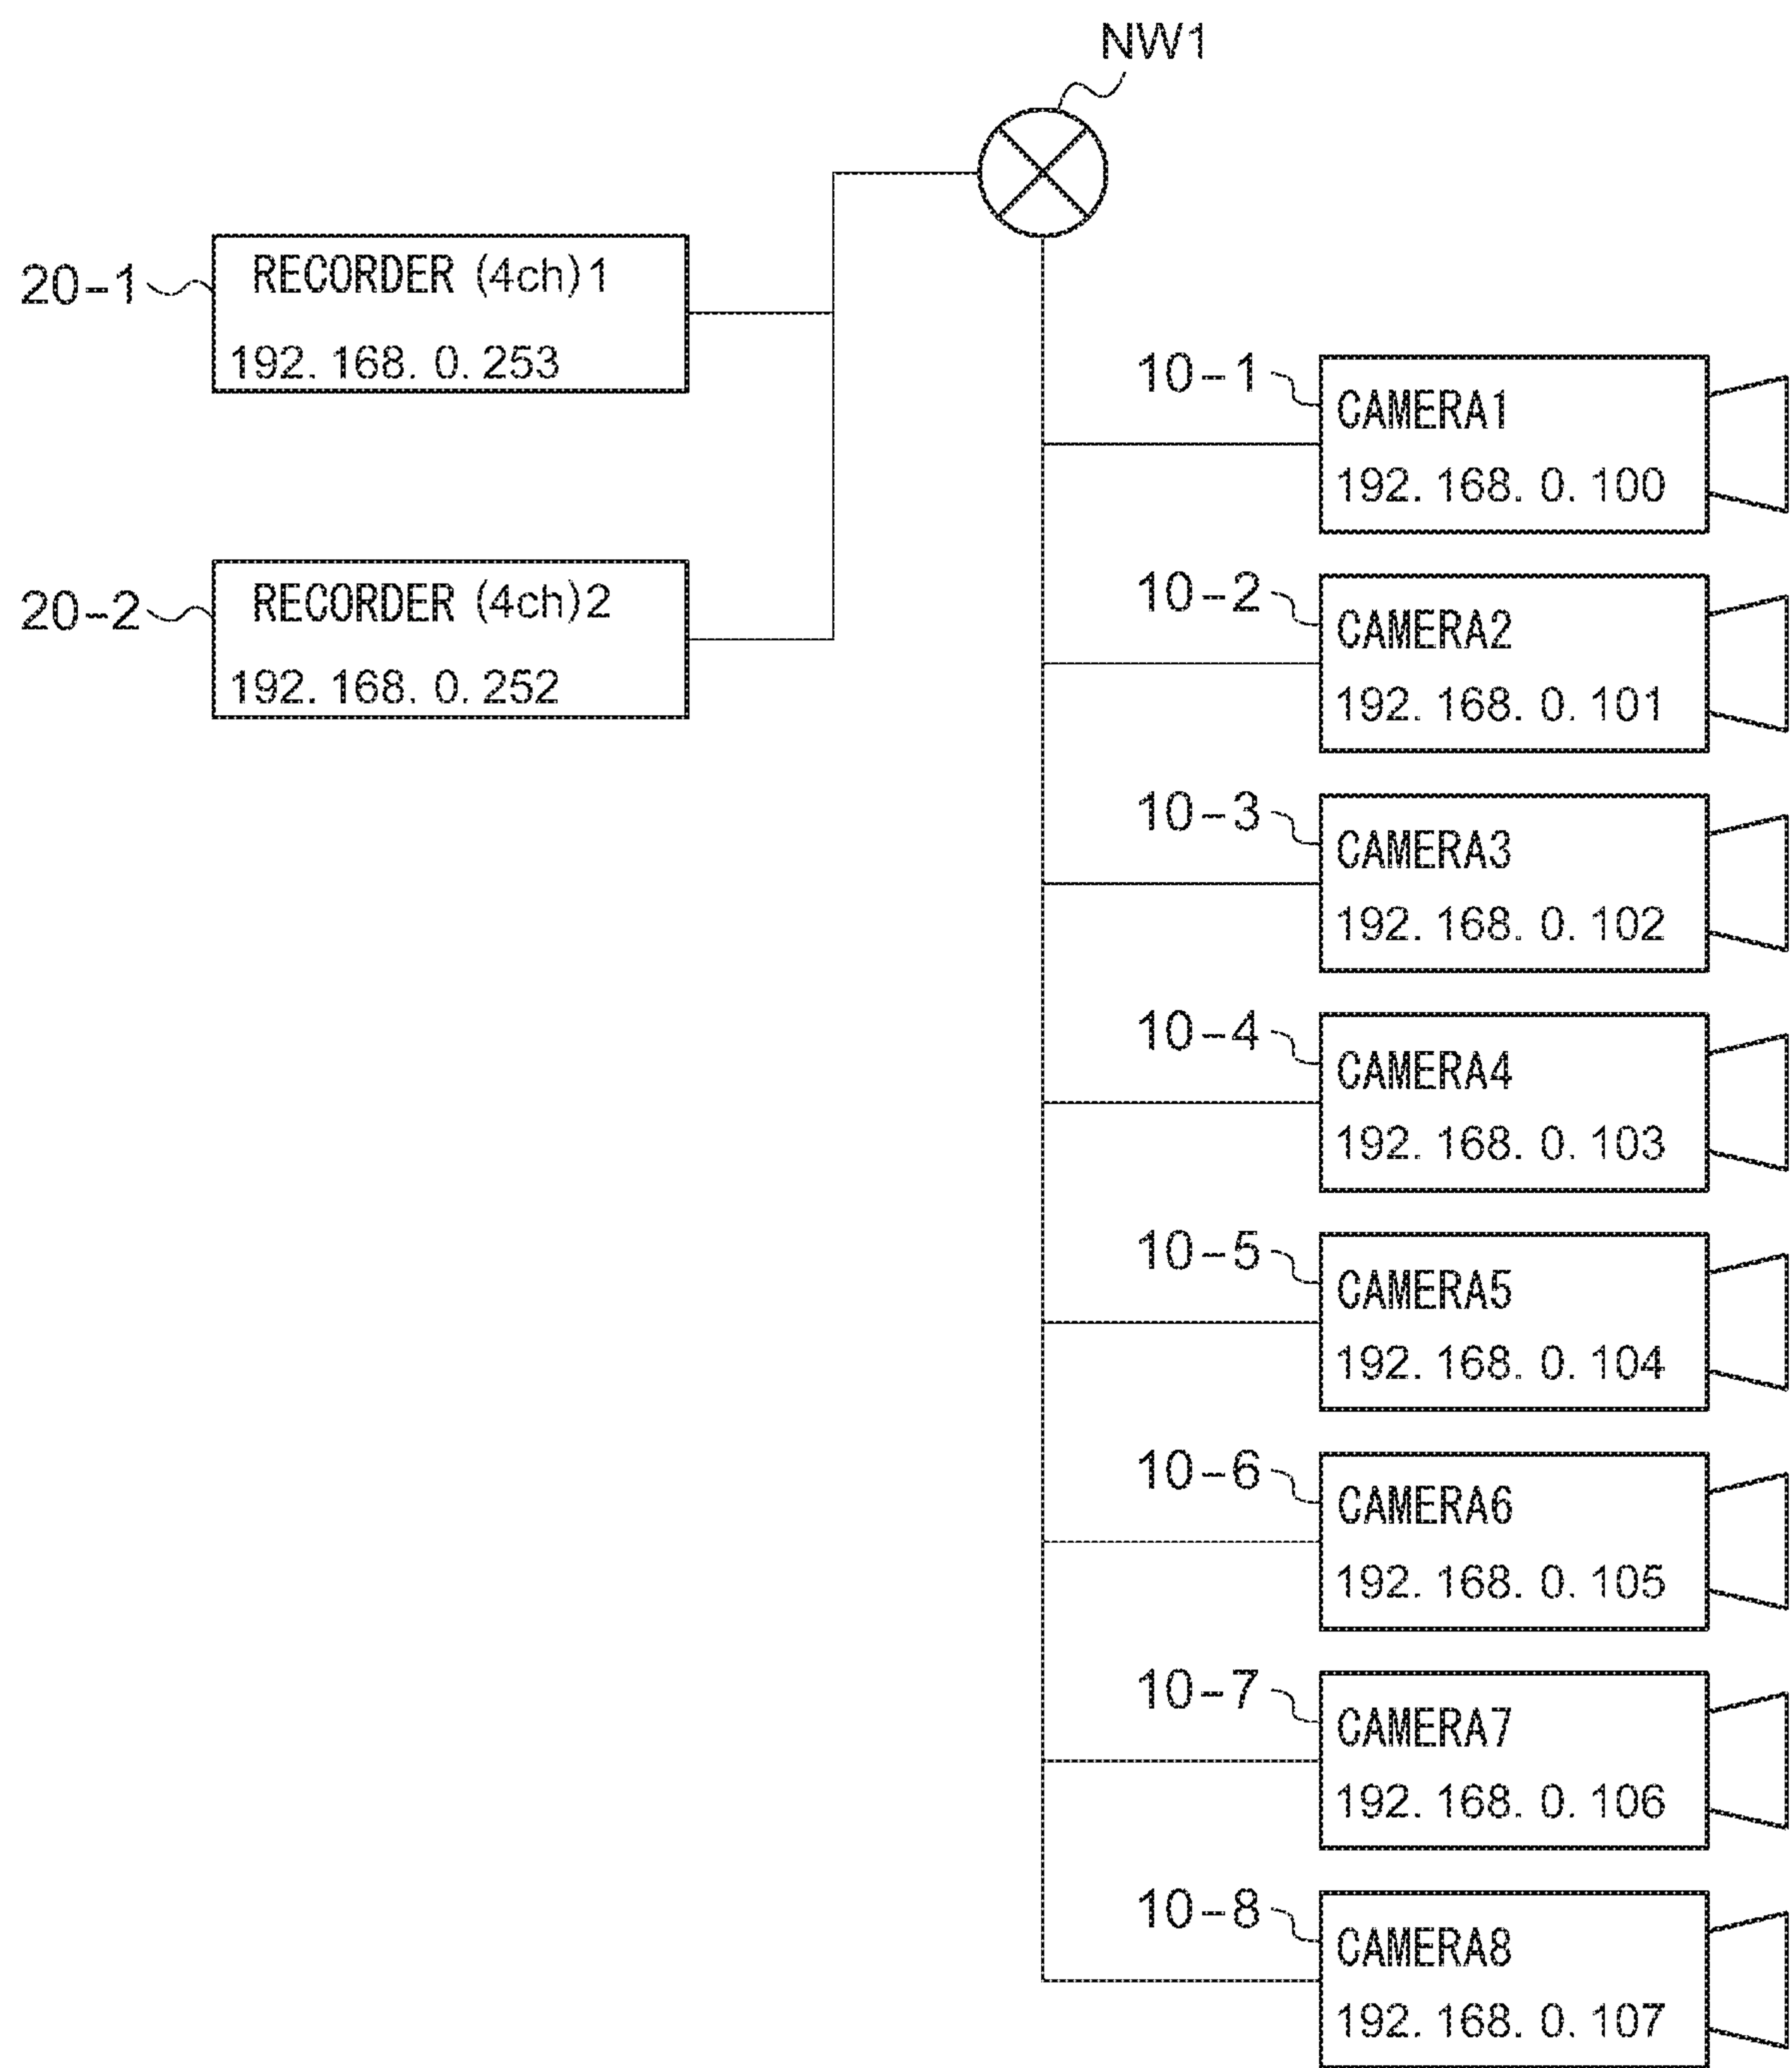 NW1
20-1
RECORDER (4ch)1
192. 168. 0. 253
20-2
RECORDER (4ch)2
192. 168. 0. 252
10-1
CAMERA1
192. 168. 0. 100
10-2
CAMERA2
192. 168. 0. 101
10-3
CAMERA3
192. 168. 0. 102
10-4
CAMERA4
192. 168. 0. 103
10-5
CAMERA5
192. 168. 0. 104
10-6
CAMERA6
192. 168. 0. 105
10-7
CAMERA7
192. 168. 0. 106
10-8
CAMERA8
192. 168. 0. 107